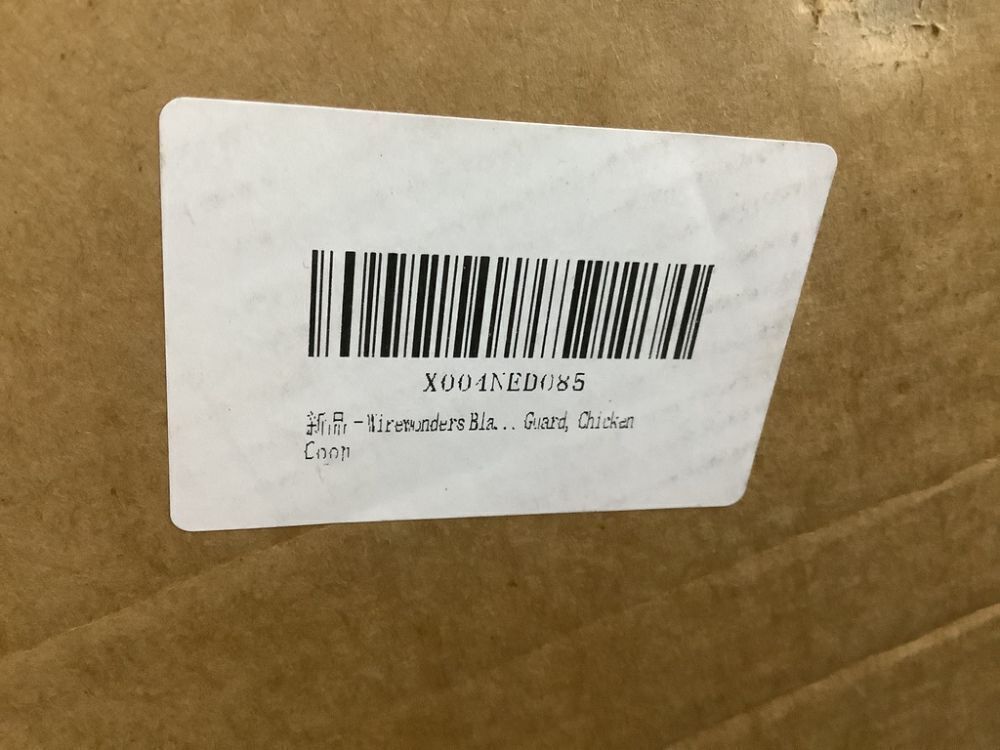 X004NED085
新品 - Wirewonders Bla... Guard, Chicken
Coop